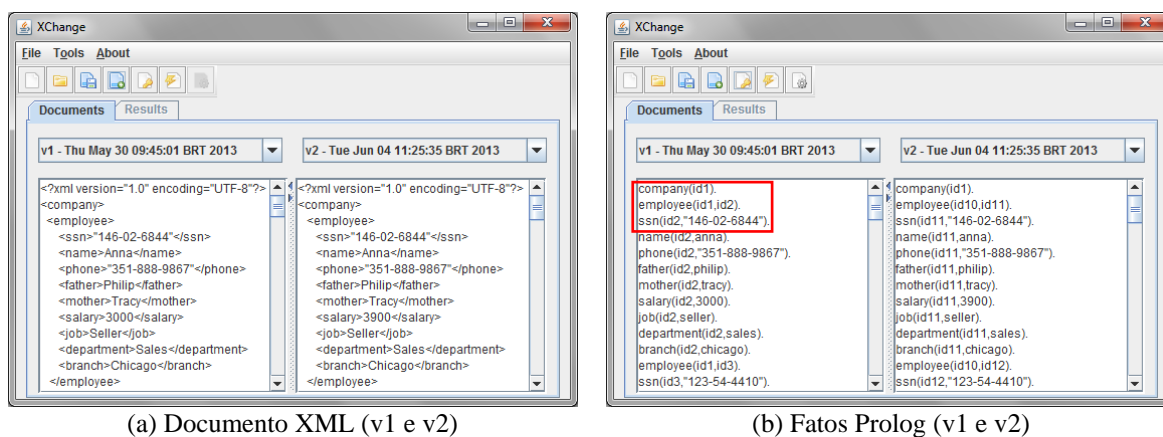 XChange
File Tools About
Documents Results
v1 - Thu May 30 09:45:01 BRT 2013
v2 - Tue Jun 04 11:25:35 BRT 2013
<?xml version="1.0" encoding="UTF-8"?>
<company>
<employee>
<ssn>"146-02-6844"</ssn>
<name>Anna</name>
<phone>"351-888-9867"</phone>
<father>Philip</father>
<mother>Tracy</mother>
<salary>3000</salary>
<job>Seller</job>
<department>Sales</department>
<branch>Chicago</branch>
</employee>
<?xml version="1.0" encoding="UTF-8"?>
<company>
<employee>
<ssn>"146-02-6844"</ssn>
<name>Anna</name>
<phone>"351-888-9867"</phone>
<father>Philip</father>
<mother>Tracy</mother>
<salary>3900</salary>
<job>Seller</job>
<department>Sales</department>
<branch>Chicago</branch>
</employee>
(a) Documento XML (v1 e v2)
XChange
File Tools About
Documents Results
v1 - Thu May 30 09:45:01 BRT 2013
v2 - Tue Jun 04 11:25:35 BRT 2013
company(id1).
employee(id1,id2).
ssn(id2,"146-02-6844").
name(id2,anna).
phone(id2,"351-888-9867").
father(id2,philip).
mother(id2,tracy).
salary(id2,3000).
job(id2,seller).
department(id2,sales).
branch(id2,chicago).
employee(id1,id3).
ssn(id3,"123-54-4410").
company(id1).
employee(id10,id11).
ssn(id11,"146-02-6844").
name(id11,anna).
phone(id11,"351-888-9867").
father(id11,philip).
mother(id11,tracy).
salary(id11,3900).
job(id11,seller).
department(id11,sales).
branch(id11,chicago).
employee(id10,id12).
ssn(id12,"123-54-4410").
(b) Fatos Prolog (v1 e v2)